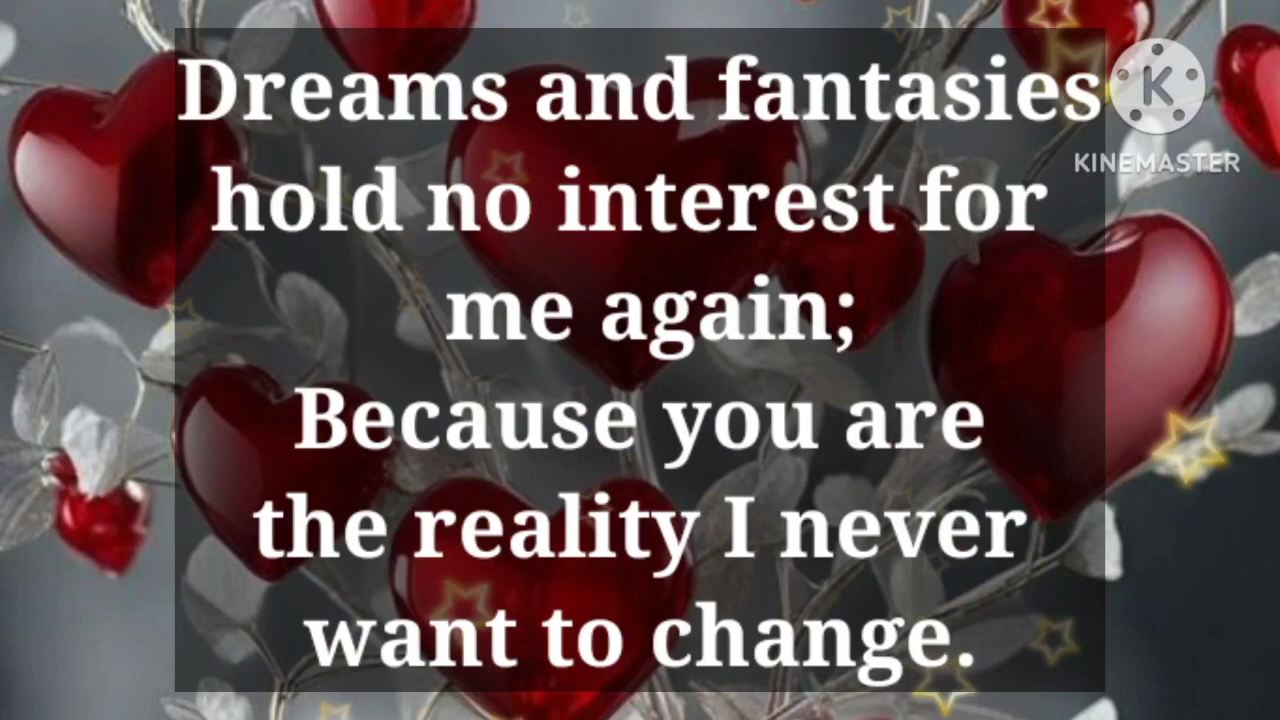 Dreams and fantasies
hold no interest for
me again;
Because you are
the reality I never
want to change.
K
KINEMASTER